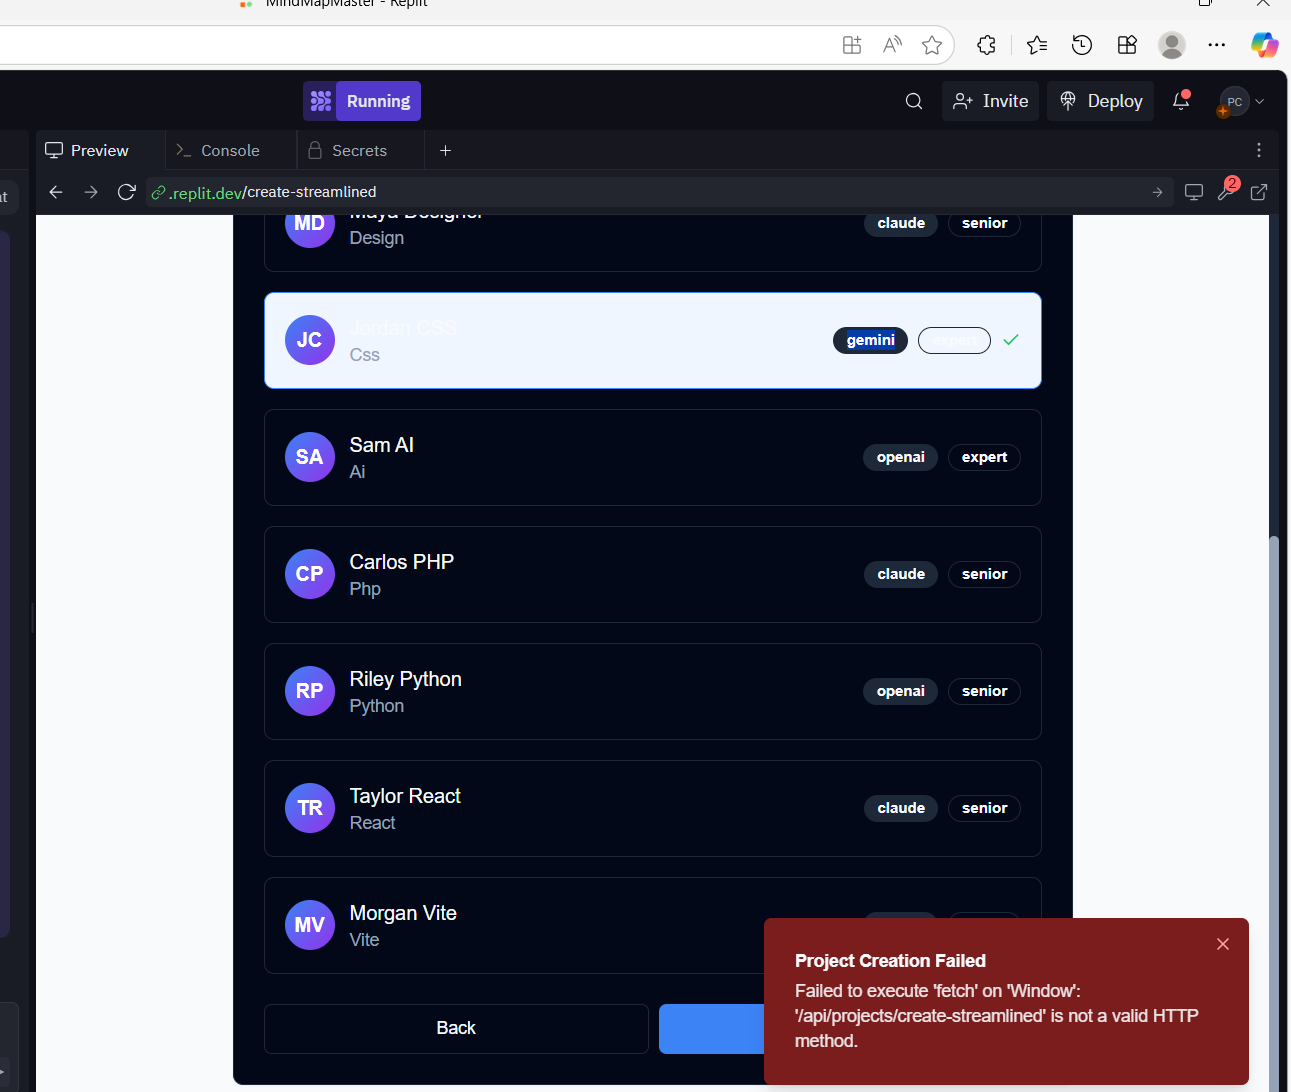 MindMapMaster - Replit
Running
Invite
Deploy
PC
Preview
Console
Secrets
.replit.dev/create-streamlined
2
MD
Maya Designer
Design
claude
senior
JC
Jordan CSS
Css
gemini
expert
SA
Sam AI
Ai
openai
expert
CP
Carlos PHP
Php
claude
senior
RP
Riley Python
Python
openai
senior
TR
Taylor React
React
claude
senior
MV
Morgan Vite
Vite
Back
Project Creation Failed
Failed to execute 'fetch' on 'Window':
'/api/projects/create-streamlined' is not a valid HTTP
method.